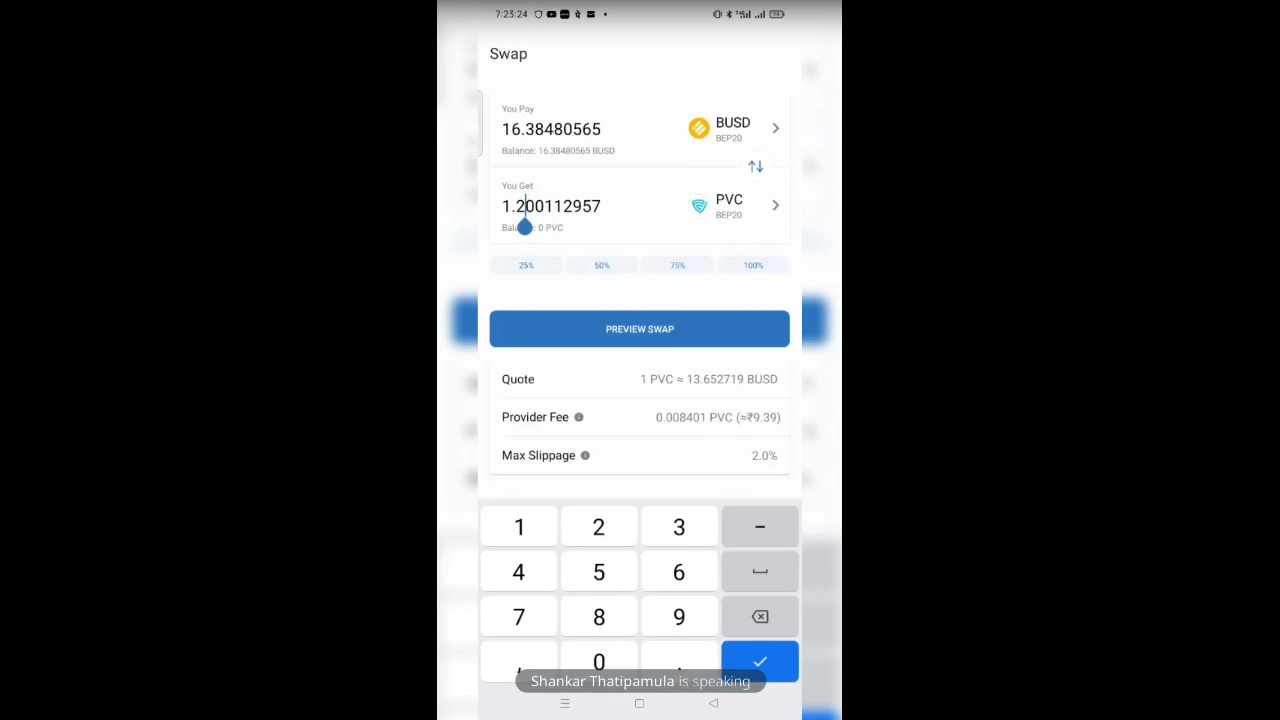 7:23:24
Swap
You Pay
16.38480565
BUSD
BEP20
Balance: 16.38480565 BUSD
You Get
1.200112957
PVC
BEP20
0 PVC
25% 50% 75% 100%
PREVIEW SWAP
Quote 1 PVC ≈ 13.652719 BUSD
Provider Fee 0.008401 PVC (≈₹9.39)
Max Slippage 2.0%
1 2 3 -
4 5 6
7 8 9
, 0 .
Shankar Thatipamula is speaking